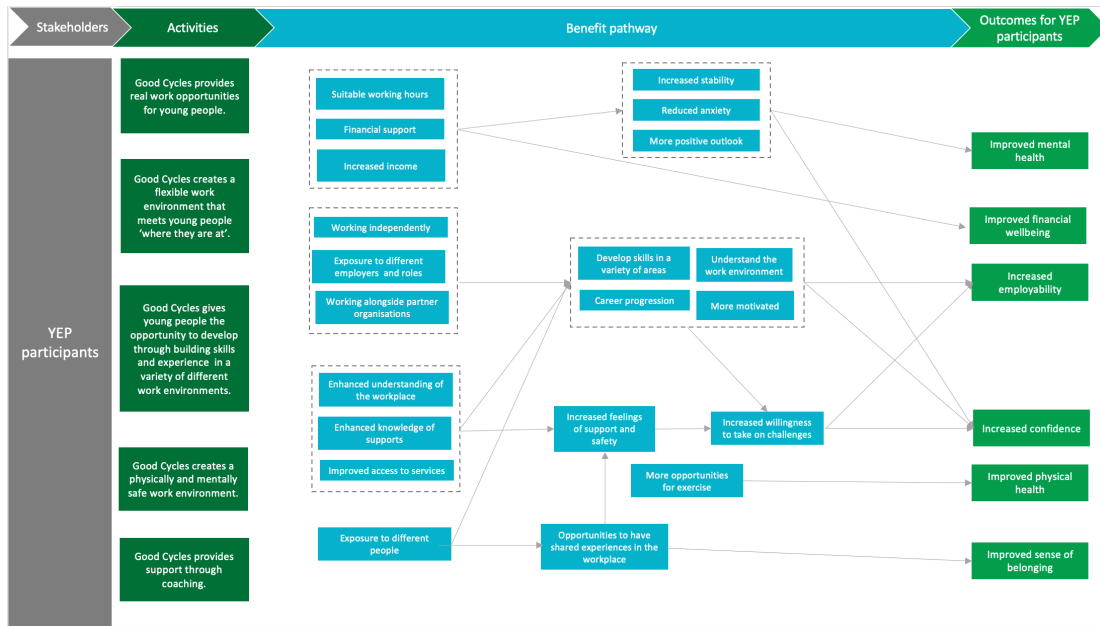 Stakeholders
Activities
Benefit pathway
Outcomes for YEP
participants
YEP
participants
Good Cycles provides
real work opportunities
for young people.
Good Cycles creates a
flexible work
environment that
meets young people
‘where they are at’.
Good Cycles gives
young people the
opportunity to develop
through building skills
and experience in a
variety of different
work environments.
Good Cycles creates a
physically and mentally
safe work environment.
Good Cycles provides
support through
coaching.
Suitable working hours
Financial support
Increased income
Working independently
Exposure to different
employers and roles
Working alongside partner
organisations
Enhanced understanding of
the workplace
Enhanced knowledge of
supports
Improved access to services
Exposure to different
people
Increased stability
Reduced anxiety
More positive outlook
Develop skills in a
variety of areas
Understand the
work environment
Career progression
More motivated
Increased feelings
of support and
safety
Increased willingness
to take on challenges
More opportunities
for exercise
Opportunities to have
shared experiences in the
workplace
Improved mental
health
Improved financial
wellbeing
Increased
employability
Increased confidence
Improved physical
health
Improved sense of
belonging